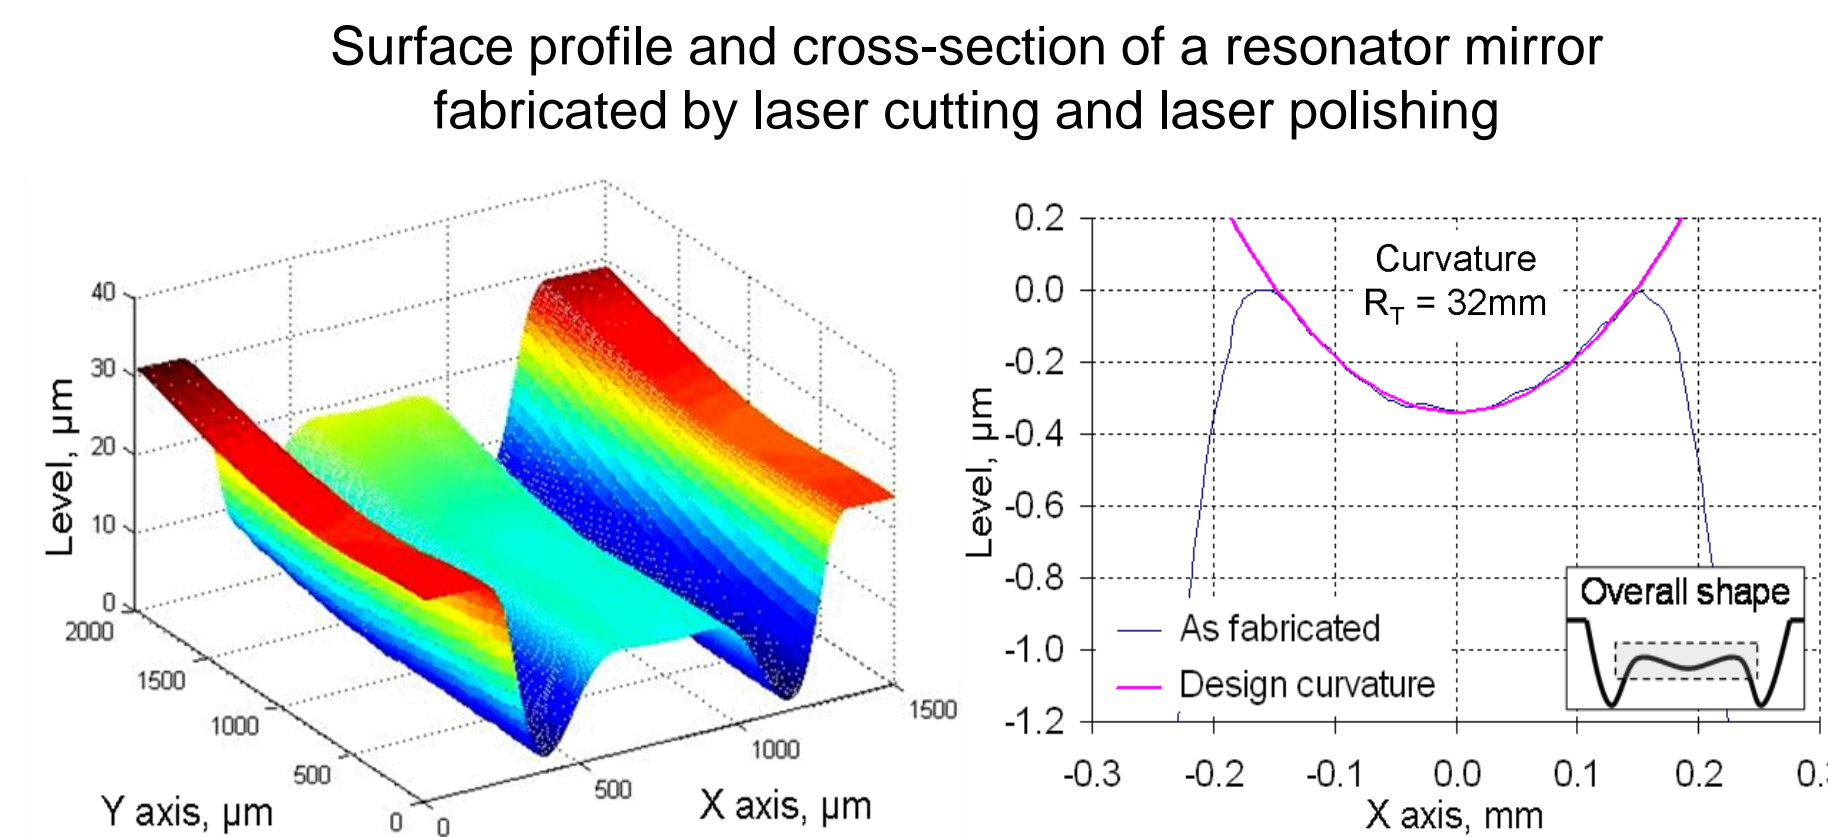 Surface profile and cross-section of a resonator mirror
fabricated by laser cutting and laser polishing
40
30
20
10
0
Level, µm
2000
1500
1000
500
0
Y axis, µm
0
500
1000
1500
X axis, µm
0.2
0.0
-0.2
-0.4
-0.6
-0.8
-1.0
-1.2
Level, µm
Curvature
R_T = 32mm
As fabricated
Design curvature
Overall shape
-0.3
-0.2
-0.1
0.0
0.1
0.2
X axis, mm